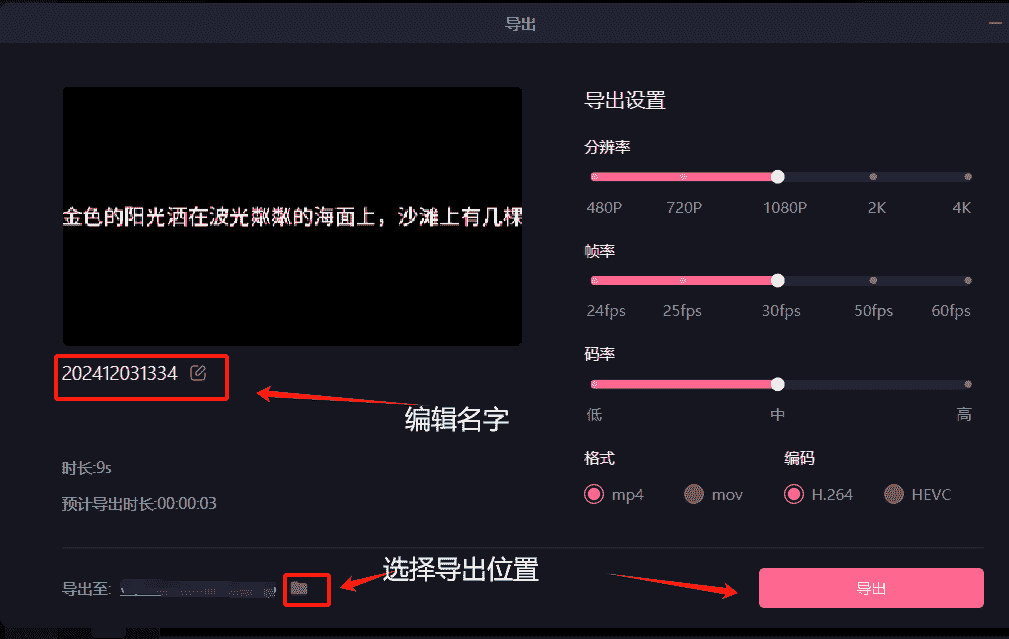 导出
金色的阳光洒在波光粼粼的海面上，沙滩上有几棵
202412031334
编辑名字
时长:9s
预计导出时长:00:00:03
导出至:
选择导出位置
导出设置
分辨率
480P 720P 1080P 2K 4K
帧率
24fps 25fps 30fps 50fps 60fps
码率
低 中 高
格式 编码
mp4 mov H.264 HEVC
导出